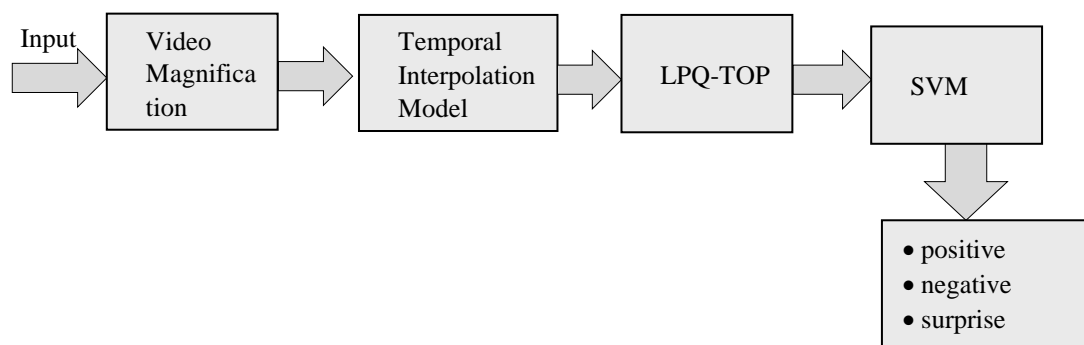 Input
Video
Magnifica
tion
Temporal
Interpolation
Model
LPQ-TOP
SVM
• positive
• negative
• surprise